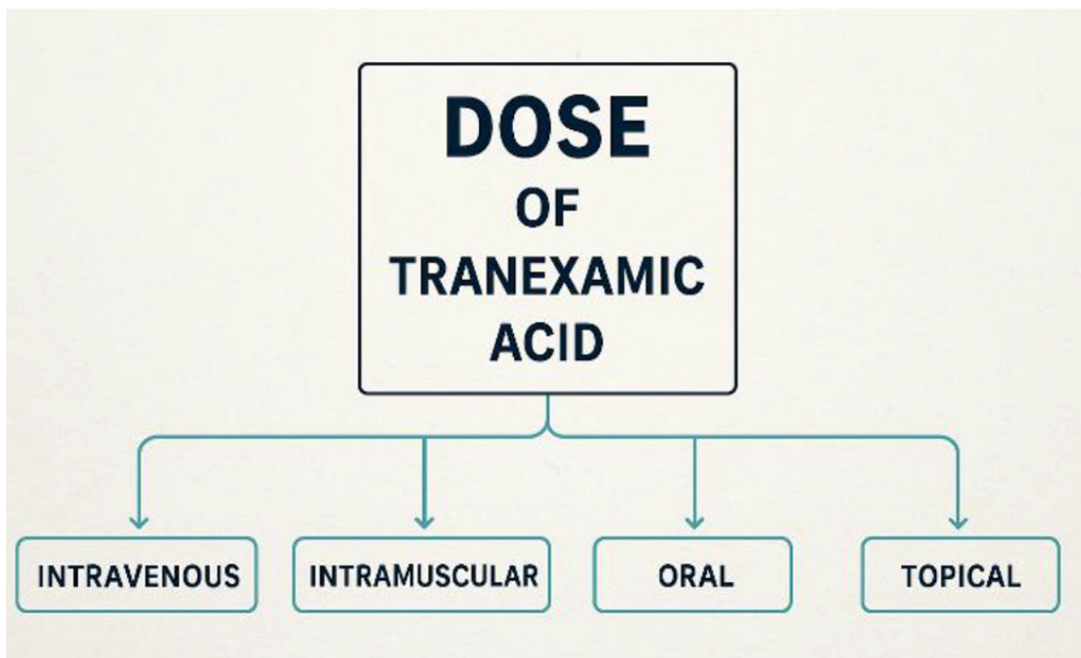 DOSE
OF
TRANEXAMIC
ACID
INTRAVENOUS
INTRAMUSCULAR
ORAL
TOPICAL